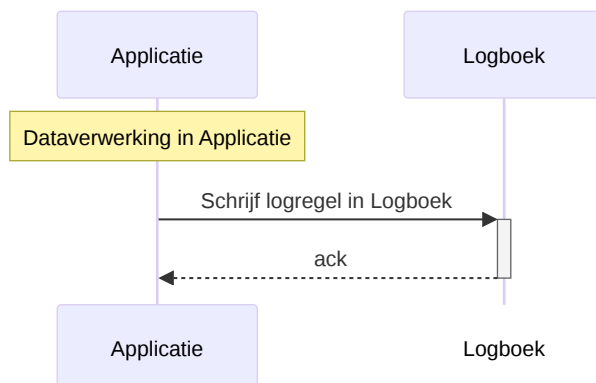 Applicatie
Logboek
Dataverwerking in Applicatie
Schrijf logregel in Logboek
ack
Applicatie
Logboek